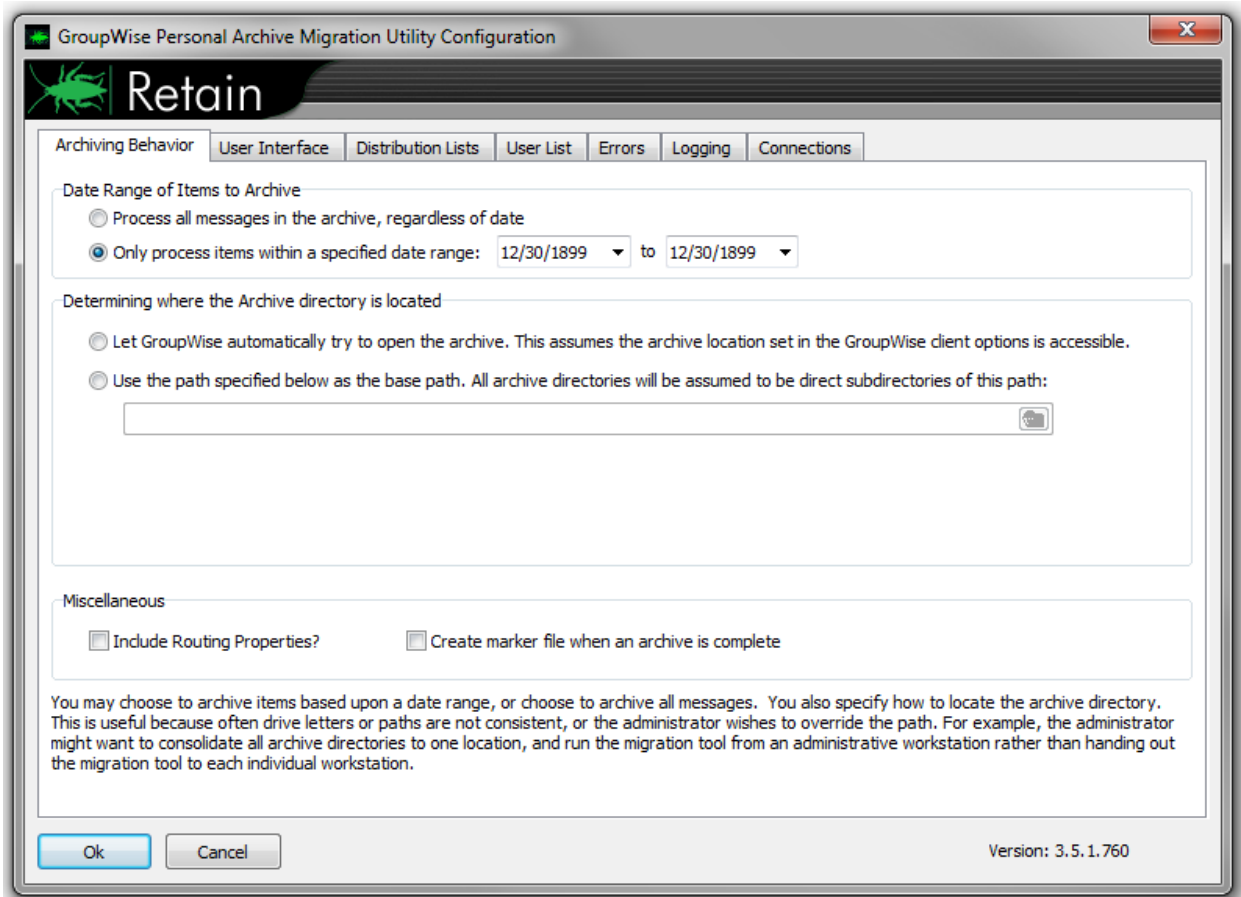 GroupWise Personal Archive Migration Utility Configuration
Retain
Archiving Behavior User Interface Distribution Lists User List Errors Logging Connections
Date Range of Items to Archive
Process all messages in the archive, regardless of date
Only process items within a specified date range: 12/30/1899 to 12/30/1899
Determining where the Archive directory is located
Let GroupWise automatically try to open the archive. This assumes the archive location set in the GroupWise client options is accessible.
Use the path specified below as the base path. All archive directories will be assumed to be direct subdirectories of this path:
Miscellaneous
Include Routing Properties? Create marker file when an archive is complete
You may choose to archive items based upon a date range, or choose to archive all messages. You also specify how to locate the archive directory.
This is useful because often drive letters or paths are not consistent, or the administrator wishes to override the path. For example, the administrator
might want to consolidate all archive directories to one location, and run the migration tool from an administrative workstation rather than handing out
the migration tool to each individual workstation.
Ok Cancel Version: 3.5.1.760